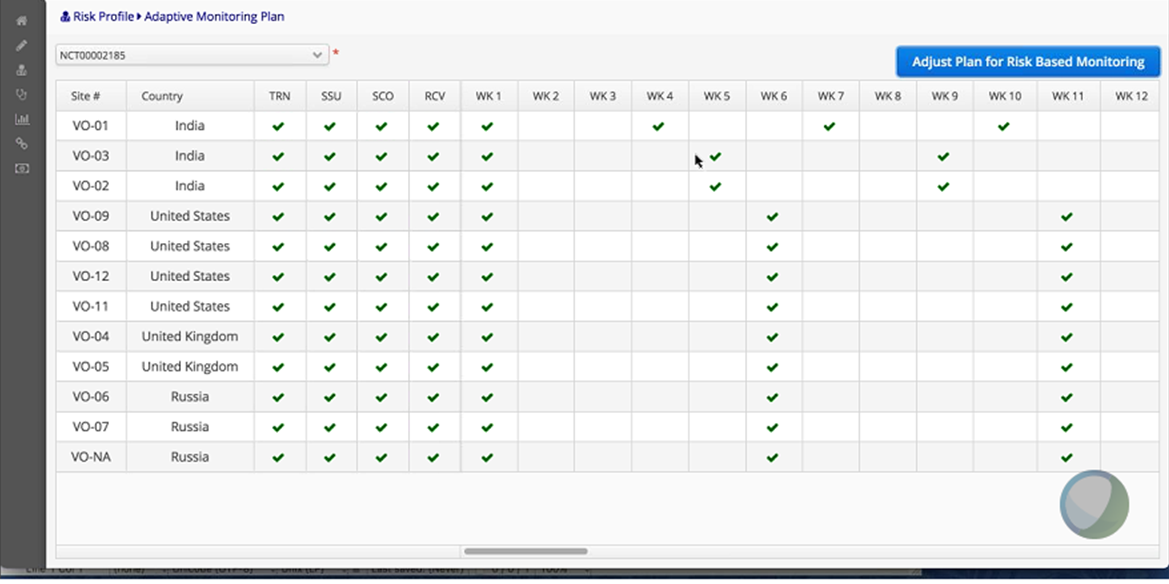 Risk Profile Adaptive Monitoring Plan
NCT00002185 *
Adjust Plan for Risk Based Monitoring
Site # Country TRN SSU SCO RCV WK 1 WK 2 WK 3 WK 4 WK 5 WK 6 WK 7 WK 8 WK 9 WK 10 WK 11 WK 12
VO-01 India ✔ ✔ ✔ ✔ ✔ ✔ ✔ ✔
VO-03 India ✔ ✔ ✔ ✔ ✔ ✔ ✔
VO-02 India ✔ ✔ ✔ ✔ ✔ ✔ ✔
VO-09 United States ✔ ✔ ✔ ✔ ✔ ✔ ✔
VO-08 United States ✔ ✔ ✔ ✔ ✔ ✔ ✔
VO-12 United States ✔ ✔ ✔ ✔ ✔ ✔ ✔
VO-11 United States ✔ ✔ ✔ ✔ ✔ ✔ ✔
VO-04 United Kingdom ✔ ✔ ✔ ✔ ✔ ✔ ✔
VO-05 United Kingdom ✔ ✔ ✔ ✔ ✔ ✔ ✔
VO-06 Russia ✔ ✔ ✔ ✔ ✔ ✔ ✔
VO-07 Russia ✔ ✔ ✔ ✔ ✔ ✔ ✔
VO-NA Russia ✔ ✔ ✔ ✔ ✔ ✔ ✔